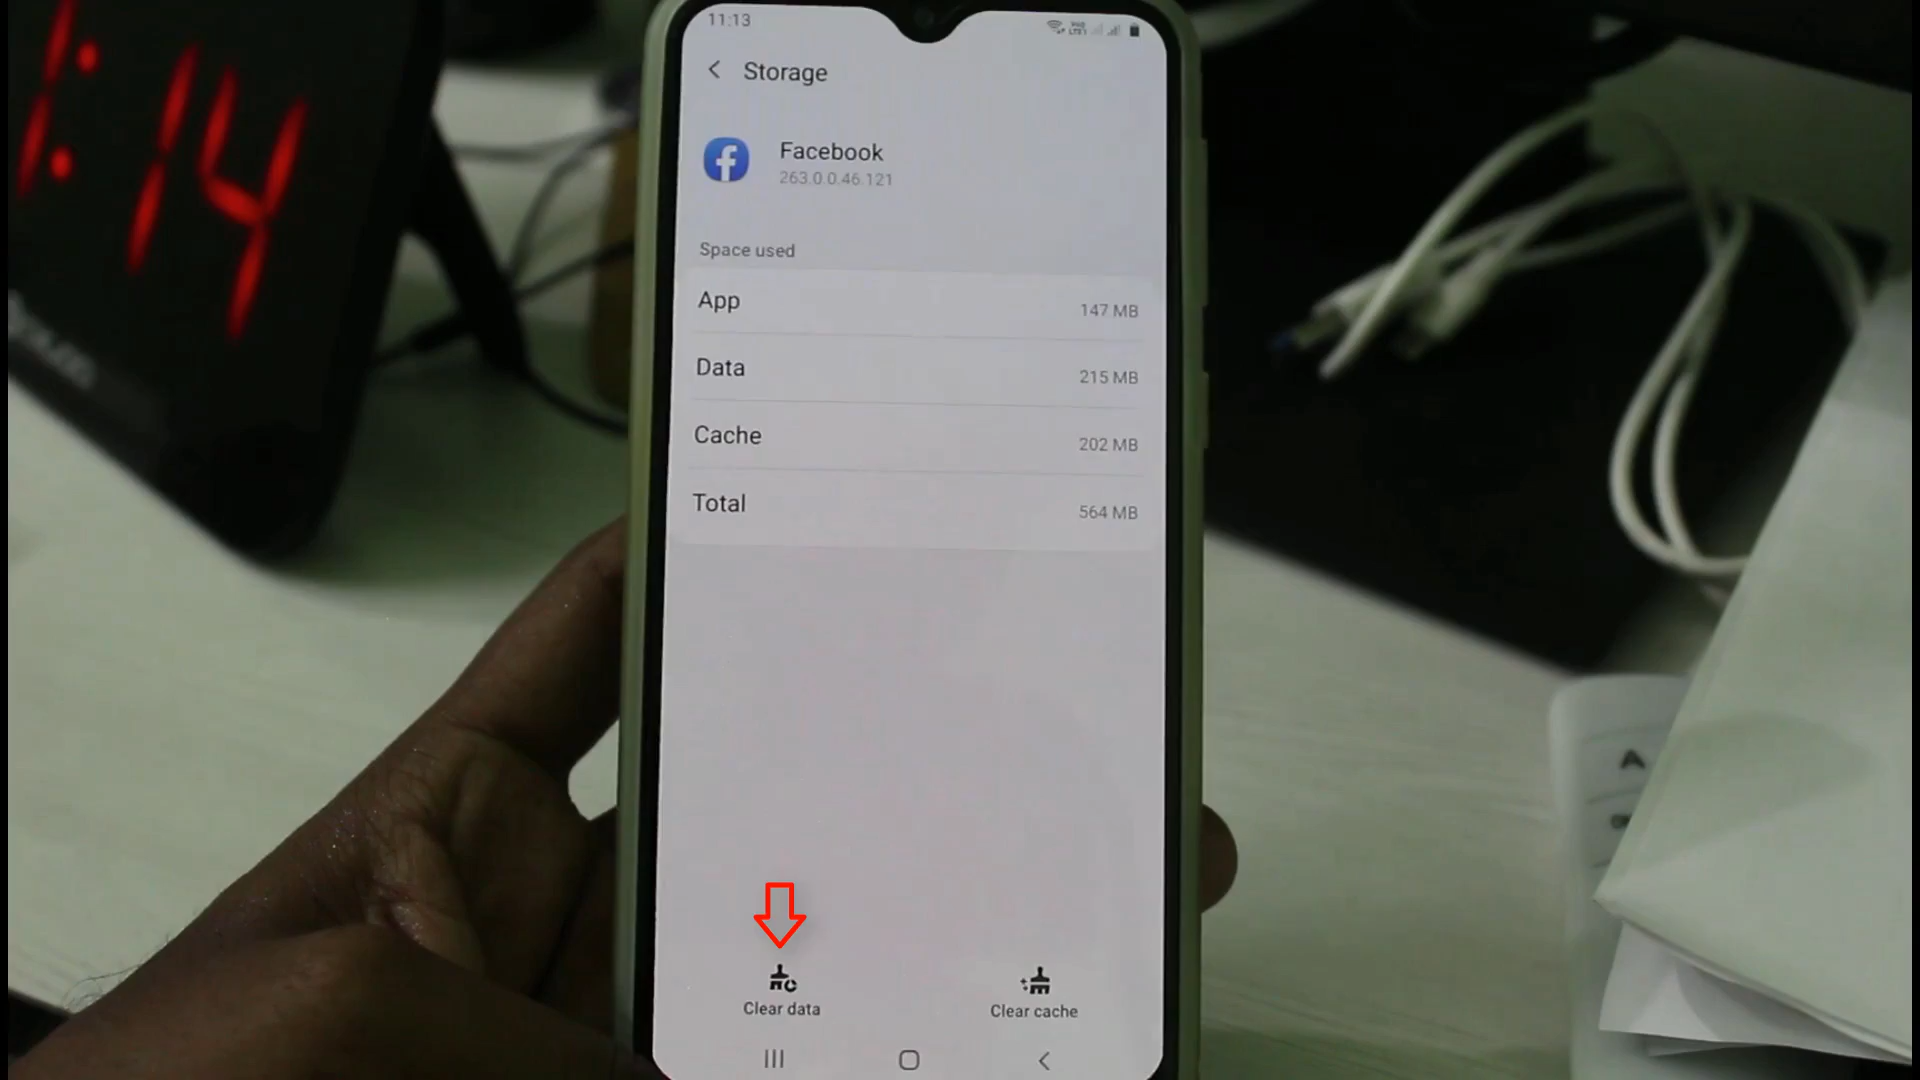 11:13
Storage
Facebook
263.0.0.46.121
Space used
App 147 MB
Data 215 MB
Cache 202 MB
Total 564 MB
Clear data Clear cache
:14
A